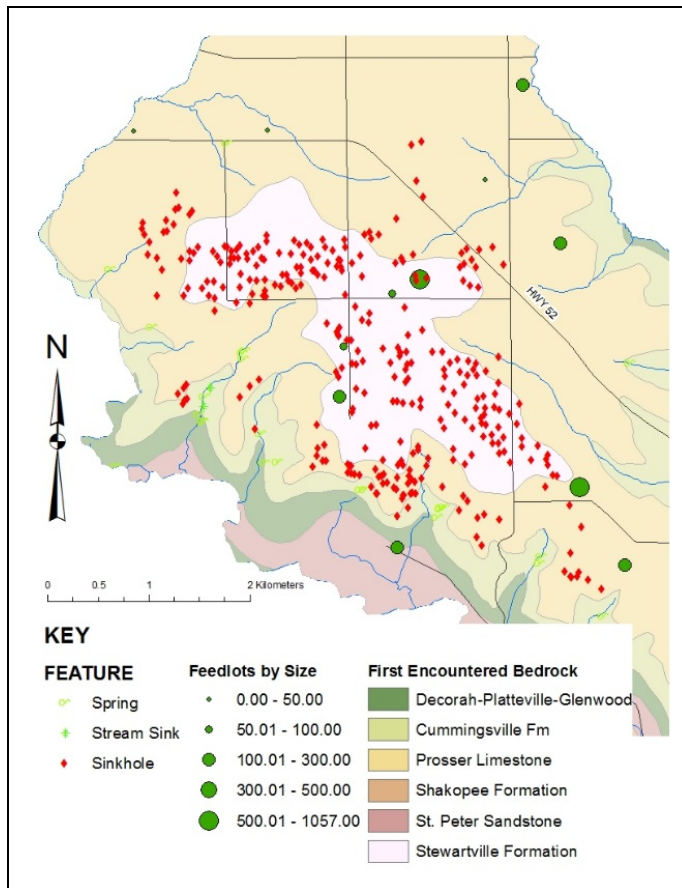 HWY 52
N
0 0.5 1 2 Kilometers
KEY
FEATURE
Spring
Stream Sink
Sinkhole
Feedlots by Size
0.00 - 50.00
50.01 - 100.00
100.01 - 300.00
300.01 - 500.00
500.01 - 1057.00
First Encountered Bedrock
Decorah-Platteville-Glenwood
Cummingsville Fm
Prosser Limestone
Shakopee Formation
St. Peter Sandstone
Stewartville Formation